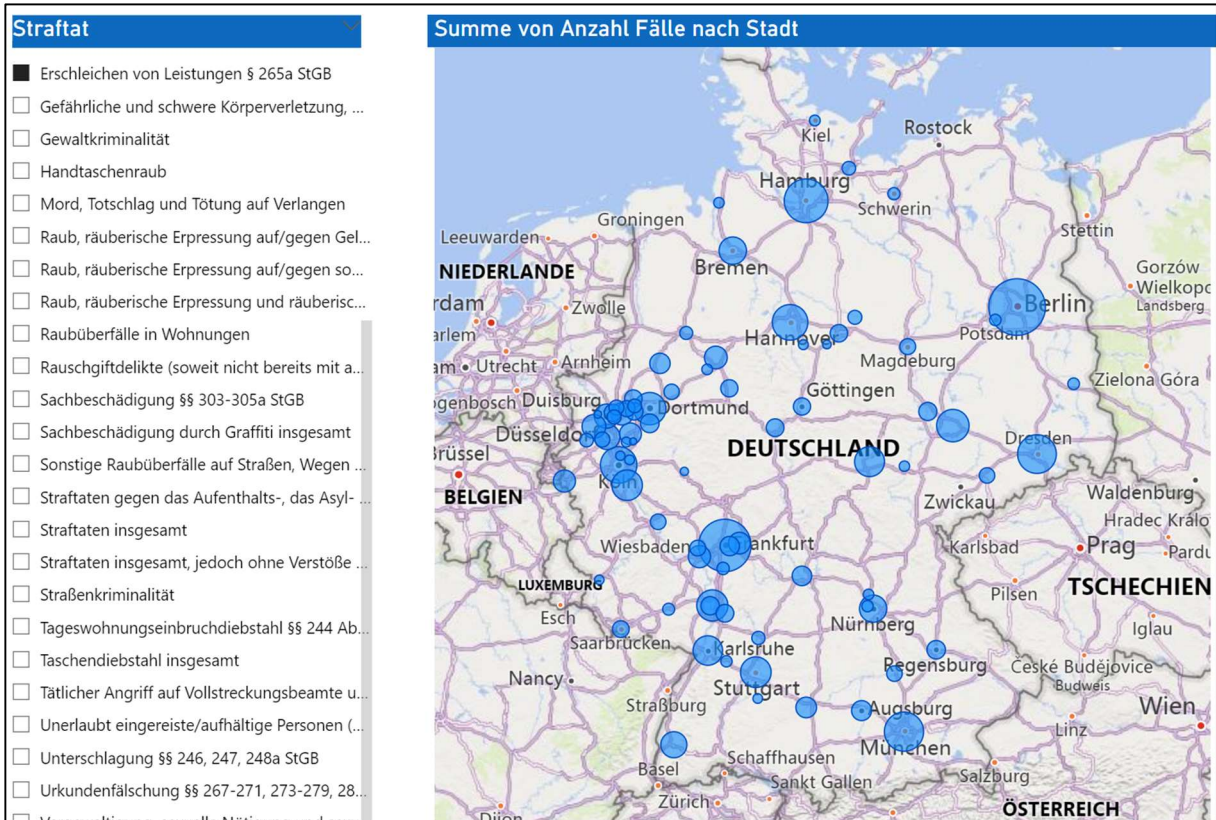 Straftat
Erschleichen von Leistungen § 265a StGB
Gefährliche und schwere Körperverletzung, ...
Gewaltkriminalität
Handtaschenraub
Mord, Totschlag und Tötung auf Verlangen
Raub, räuberische Erpressung auf/gegen Gel...
Raub, räuberische Erpressung auf/gegen so...
Raub, räuberische Erpressung und räuberisc...
Raubüberfälle in Wohnungen
Rauschgiftdelikte (soweit nicht bereits mit a...
Sachbeschädigung §§ 303-305a StGB
Sachbeschädigung durch Graffiti insgesamt
Sonstige Raubüberfälle auf Straßen, Wegen ...
Straftaten gegen das Aufenthalts-, das Asyl- ...
Straftaten insgesamt
Straftaten insgesamt, jedoch ohne Verstöße ...
Straßenkriminalität
Tageswohnungseinbruchdiebstahl §§ 244 Ab...
Taschendiebstahl insgesamt
Tätlicher Angriff auf Vollstreckungsbeamte u...
Unerlaubt eingereiste/aufhältige Personen (...
Unterschlagung §§ 246, 247, 248a StGB
Urkundenfälschung §§ 267-271, 273-279, 28...
Summe von Anzahl Fälle nach Stadt
Kiel
Rostock
Hamburg
Schwerin
Groningen
Stettin
Leeuwarden
Bremen
NIEDERLANDE
Gorzów
Wielkopo
Landsberg
rdam
Zwolle
Berlin
Potsdam
arlem
Hannover
Magdeburg
am
Utrecht
Arnheim
Zielona Góra
ogenbosch
Duisburg
Dortmund
Göttingen
Düsseldorf
DEUTSCHLAND
Dresden
Brüssel
Köln
BELGIEN
Zwickau
Waldenburg
Hradec Králo
Wiesbaden
Frankfurt
Karlsbad
Prag
Pardu
LUXEMBURG
TSCHECHIEN
Esch
Pilsen
Nürnberg
Iglau
Saarbrücken
Karlsruhe
Regensburg
České Budějovice
Budweis
Nancy
Stuttgart
Straßburg
Augsburg
Wien
München
Linz
Basel
Schaffhausen
Salzburg
Sankt Gallen
Zürich
ÖSTERREICH
Dijon